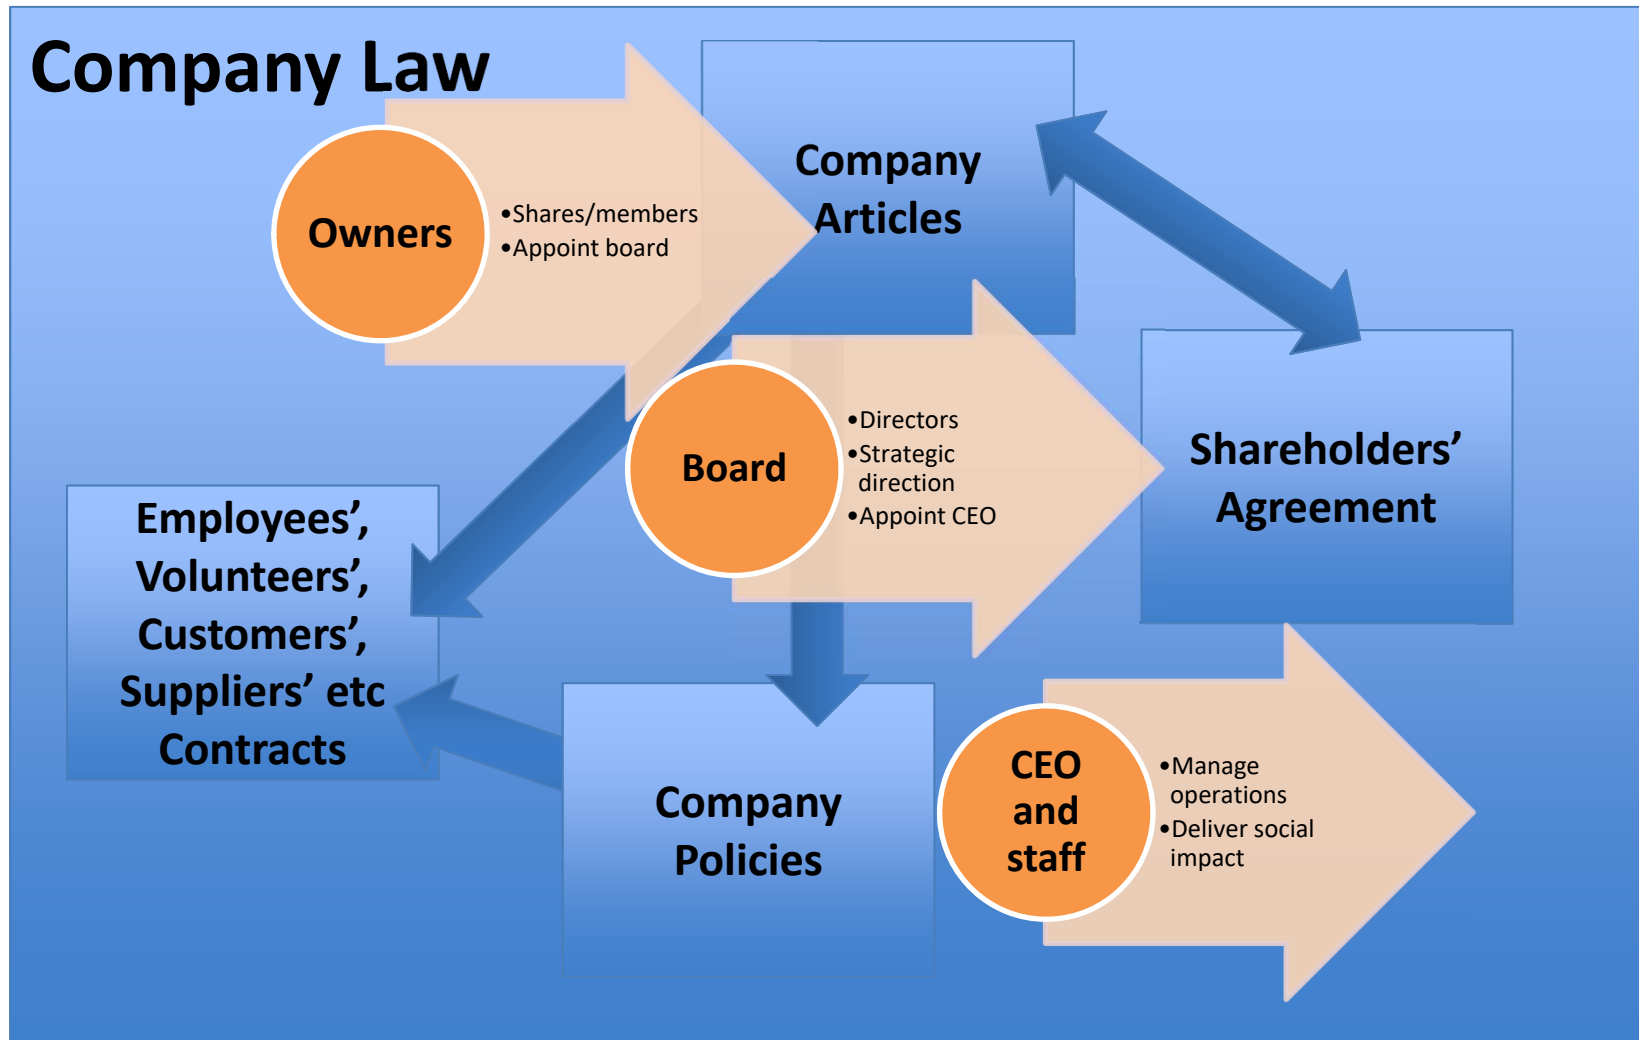 Company Law
Company
Articles
Owners
•Shares/members
•Appoint board
Board
•Directors
•Strategic
direction
•Appoint CEO
Shareholders’
Agreement
Employees’,
Volunteers’,
Customers’,
Suppliers’ etc
Contracts
Company
Policies
CEO
and
staff
•Manage
operations
•Deliver social
impact